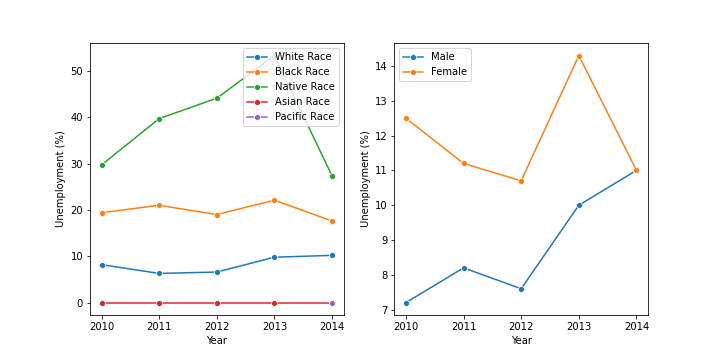 White Race
Black Race
Native Race
Asian Race
Pacific Race
Unemployment (%)
50
40
30
20
10
0
2010 2011 2012 2013 2014
Year
Male
Female
Unemployment (%)
14
13
12
11
10
9
8
7
2010 2011 2012 2013 2014
Year